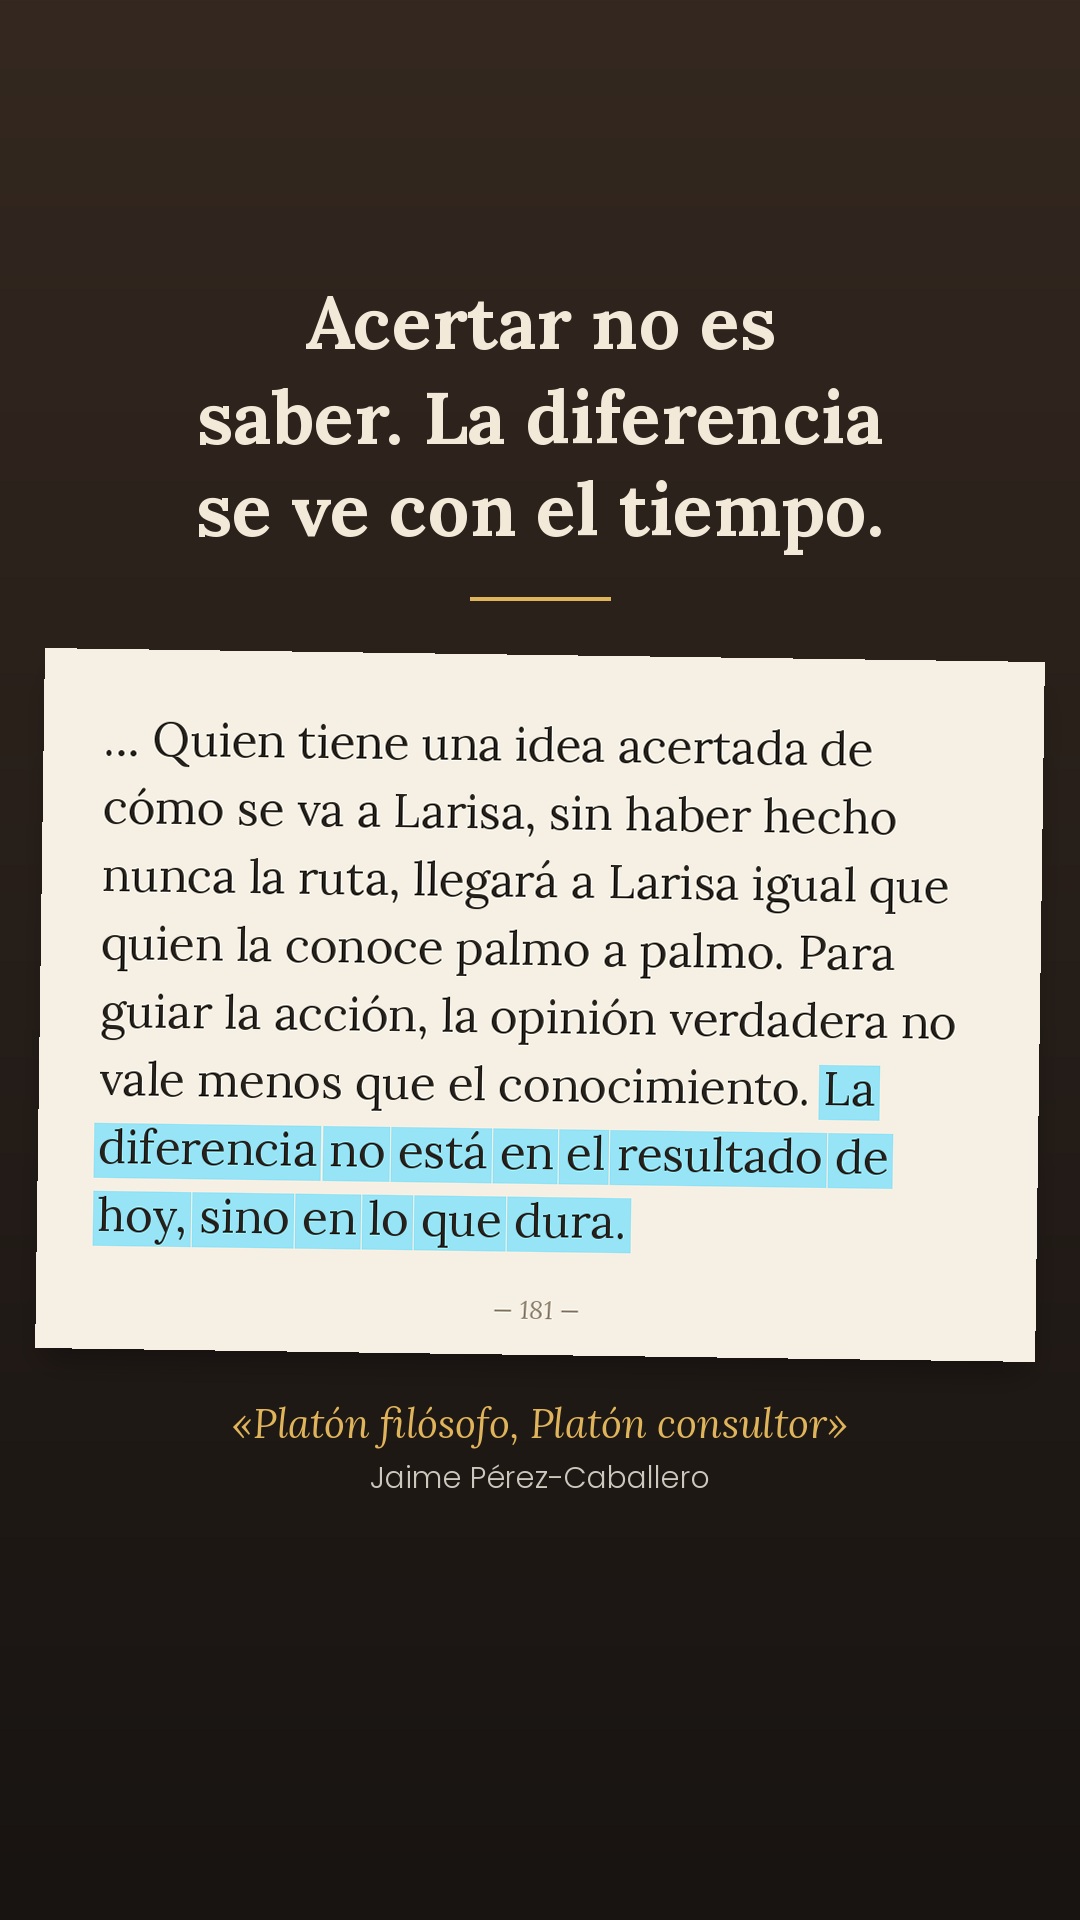 Acertar no es
saber. La diferencia
se ve con el tiempo.
... Quien tiene una idea acertada de
cómo se va a Larisa, sin haber hecho
nunca la ruta, llegará a Larisa igual que
quien la conoce palmo a palmo. Para
guiar la acción, la opinión verdadera no
vale menos que el conocimiento. La
diferencia no está en el resultado de
hoy, sino en lo que dura.
— 181 —
«Platón filósofo, Platón consultor»
Jaime Pérez-Caballero